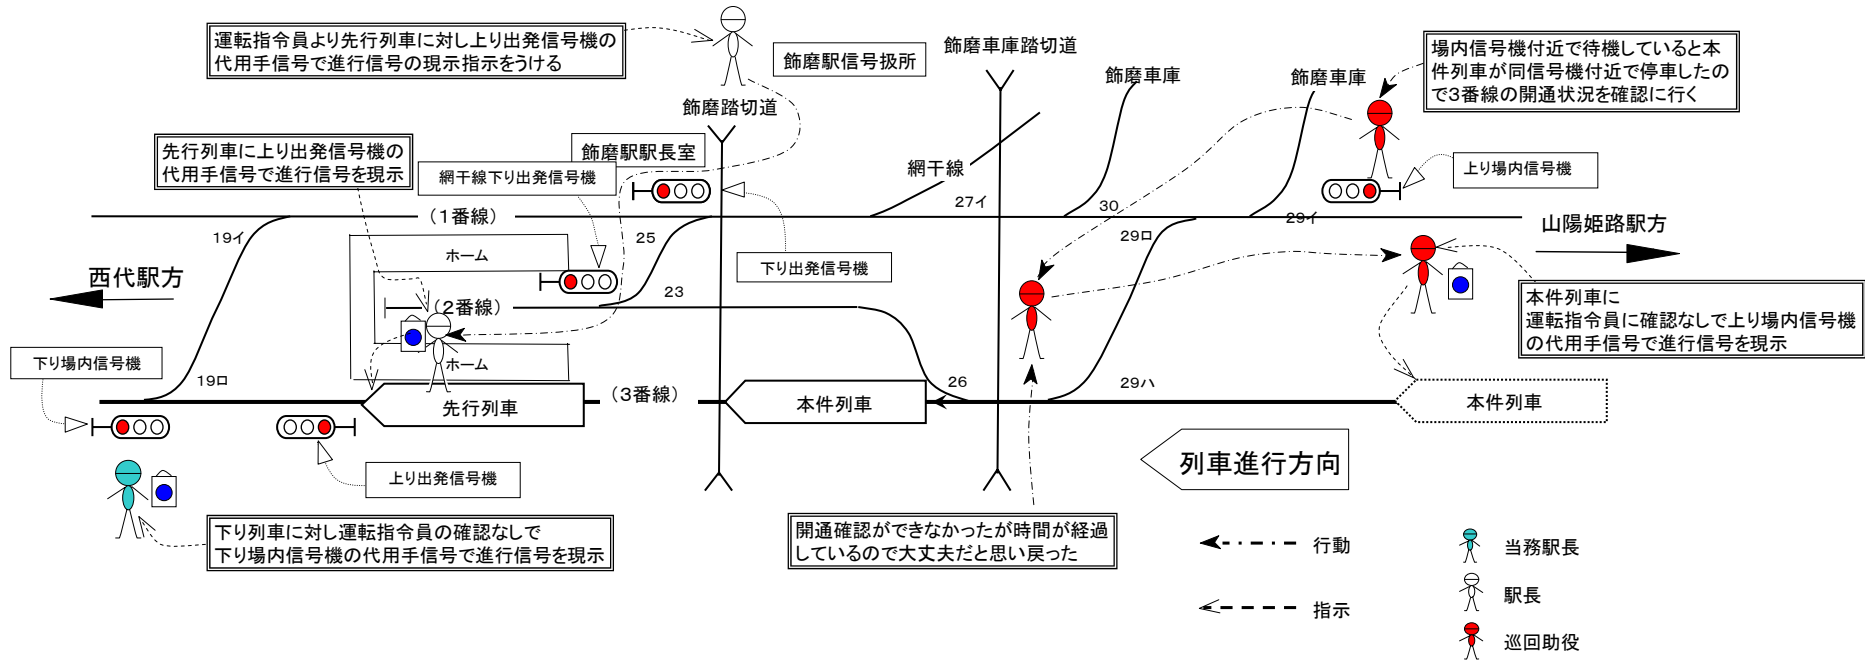 運転指令員より先行列車に対し上り出発信号機の
代用手信号で進行信号の現示指示をうける
飾磨駅信号扱所
飾磨車庫踏切道
飾磨車庫
飾磨車庫
場内信号機付近で待機していると本
件列車が同信号機付近で停車したの
で3番線の開通状況を確認に行く
飾磨踏切道
先行列車に上り出発信号機の
代用手信号で進行信号を現示
飾磨駅駅長室
網干線下り出発信号機
網干線
上り場内信号機
(1番線)
27イ
30
29イ
山陽姫路駅方
19イ
25
29ロ
ホーム
下り出発信号機
西代駅方
23
(2番線)
本件列車に
運転指令員に確認なしで上り場内信号機
の代用手信号で進行信号を現示
下り場内信号機
ホーム
19ロ
26
29ハ
先行列車
(3番線)
本件列車
本件列車
列車進行方向
上り出発信号機
下り列車に対し運転指令員の確認なしで
下り場内信号機の代用手信号で進行信号を現示
開通確認ができなかったが時間が経過
しているので大丈夫だと思い戻った
行動
当務駅長
駅長
指示
巡回助役